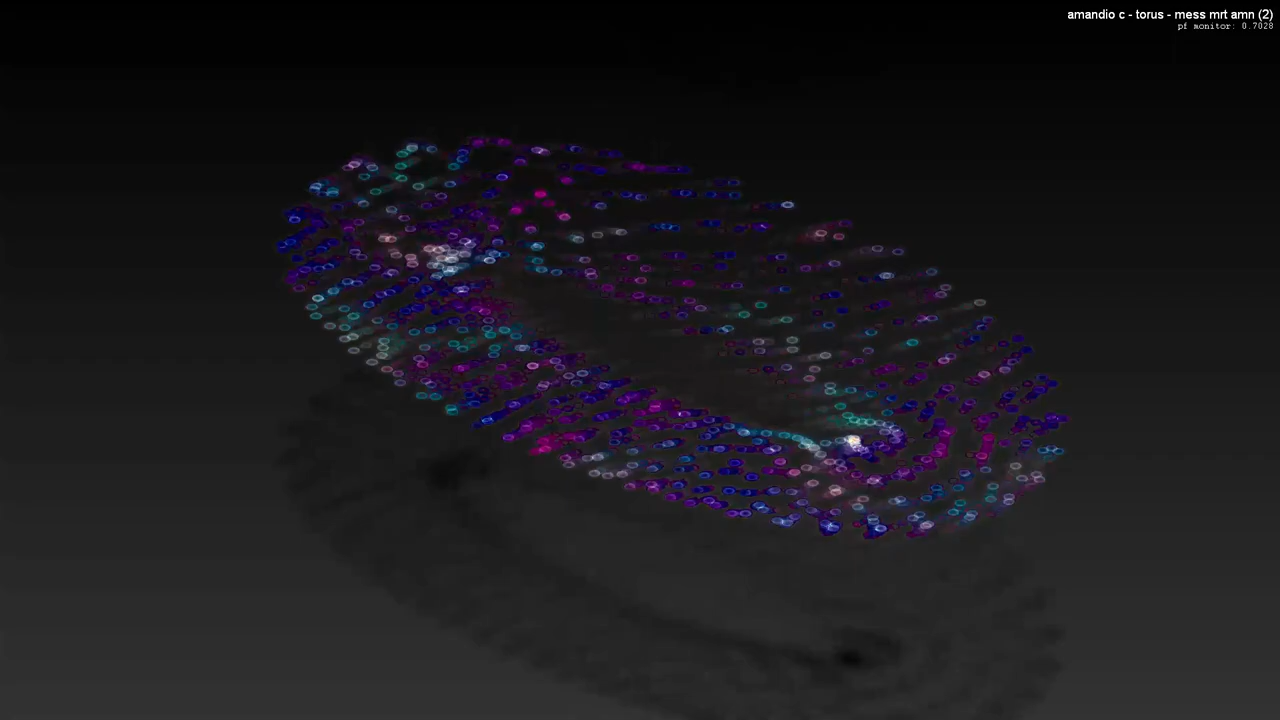 amandio c - torus - mess mrt amn (2)
pf monitor: 0.7028